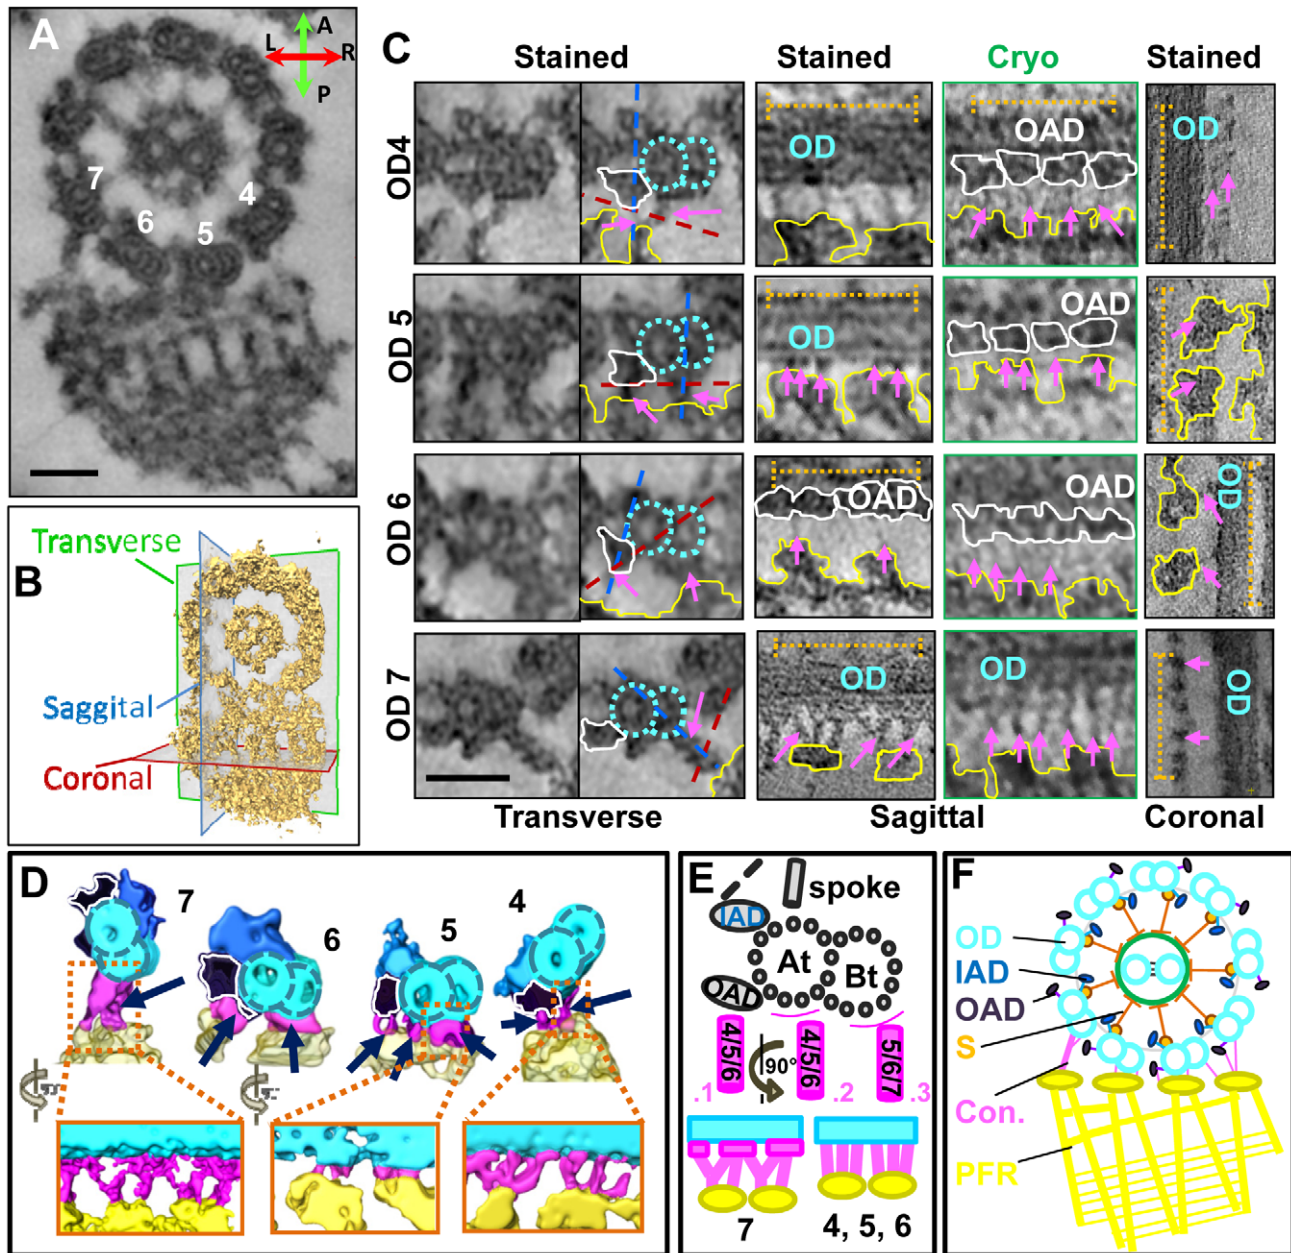 A
A
L
R
P
7
4
6
5
B
Transverse
Saggital
Coronal
C
Stained
Stained
Cryo
Stained
OD4
OD
OAD
OD
OD 5
OD
OAD
OD 6
OAD
OAD
OD
OD 7
OD
OD
OD
Transverse
Sagittal
Coronal
D
7
6
5
4
E
spoke
IAD
At
Bt
OAD
4/5/6
90°
4/5/6
5/6/7
.1
.2
.3
7
4, 5, 6
F
OD
IAD
OAD
S
Con.
PFR